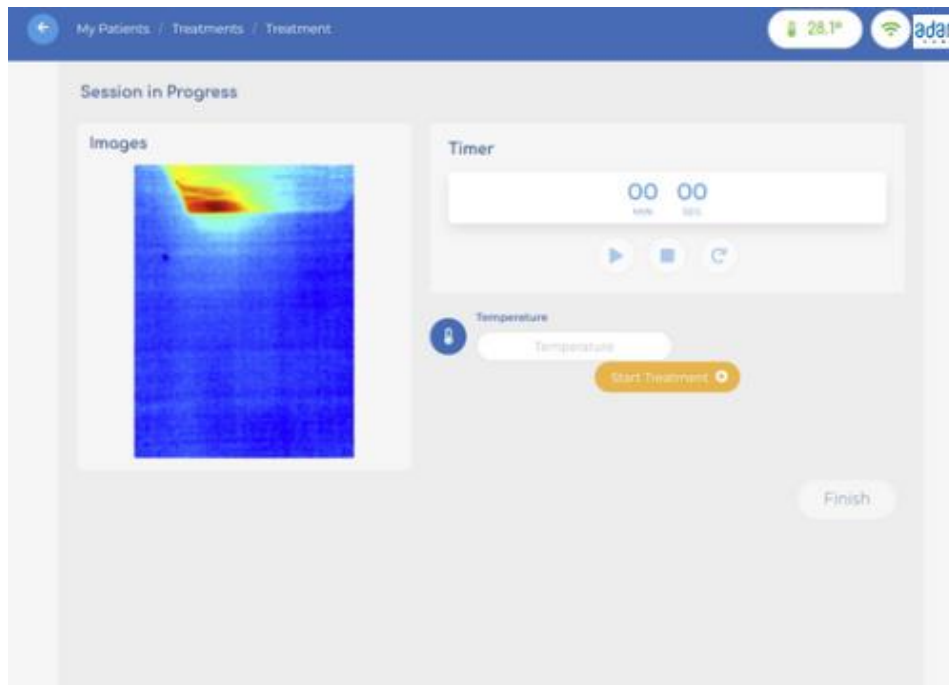 My Patients / Treatments / Treatment
28.1°
Session in Progress
Images
Timer
00 00
MIN SEC
Temperature
Temperature
Start Treatment
Finish